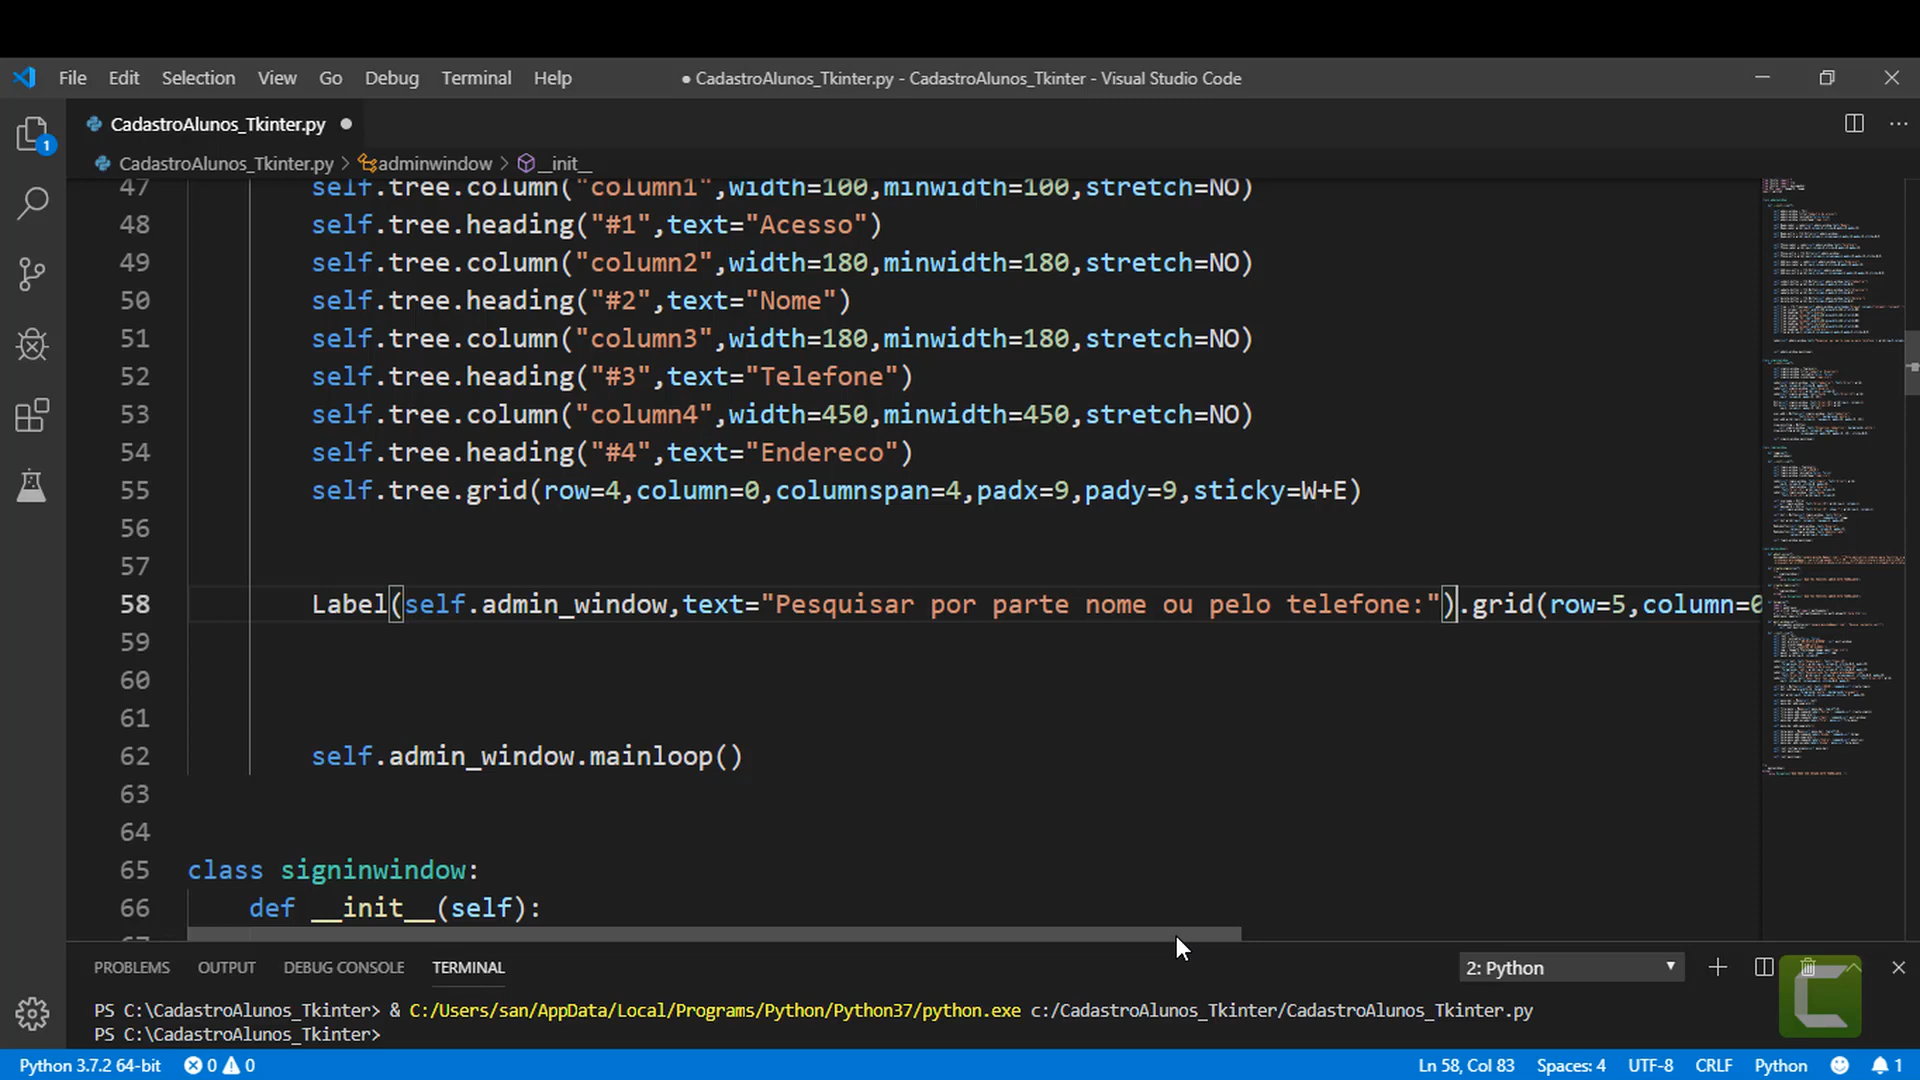 File Edit Selection View Go Debug Terminal Help ● CadastroAlunos_Tkinter.py - CadastroAlunos_Tkinter - Visual Studio Code
CadastroAlunos_Tkinter.py ●
CadastroAlunos_Tkinter.py > adminwindow > __init__
47 self.tree.column("column1",width=100,minwidth=100,stretch=NO)
48 self.tree.heading("#1",text="Acesso")
49 self.tree.column("column2",width=180,minwidth=180,stretch=NO)
50 self.tree.heading("#2",text="Nome")
51 self.tree.column("column3",width=180,minwidth=180,stretch=NO)
52 self.tree.heading("#3",text="Telefone")
53 self.tree.column("column4",width=450,minwidth=450,stretch=NO)
54 self.tree.heading("#4",text="Endereco")
55 self.tree.grid(row=4,column=0,columnspan=4,padx=9,pady=9,sticky=W+E)
56
57
58 Label(self.admin_window,text="Pesquisar por parte nome ou pelo telefone:").grid(row=5,column=0
59
60
61
62 self.admin_window.mainloop()
63
64
65 class signinwindow:
66 def __init__(self):
PROBLEMS OUTPUT DEBUG CONSOLE TERMINAL 2: Python
PS C:\CadastroAlunos_Tkinter> & C:/Users/san/AppData/Local/Programs/Python/Python37/python.exe c:/CadastroAlunos_Tkinter/CadastroAlunos_Tkinter.py
PS C:\CadastroAlunos_Tkinter>
Python 3.7.2 64-bit 0 0 Ln 58, Col 83 Spaces: 4 UTF-8 CRLF Python 1